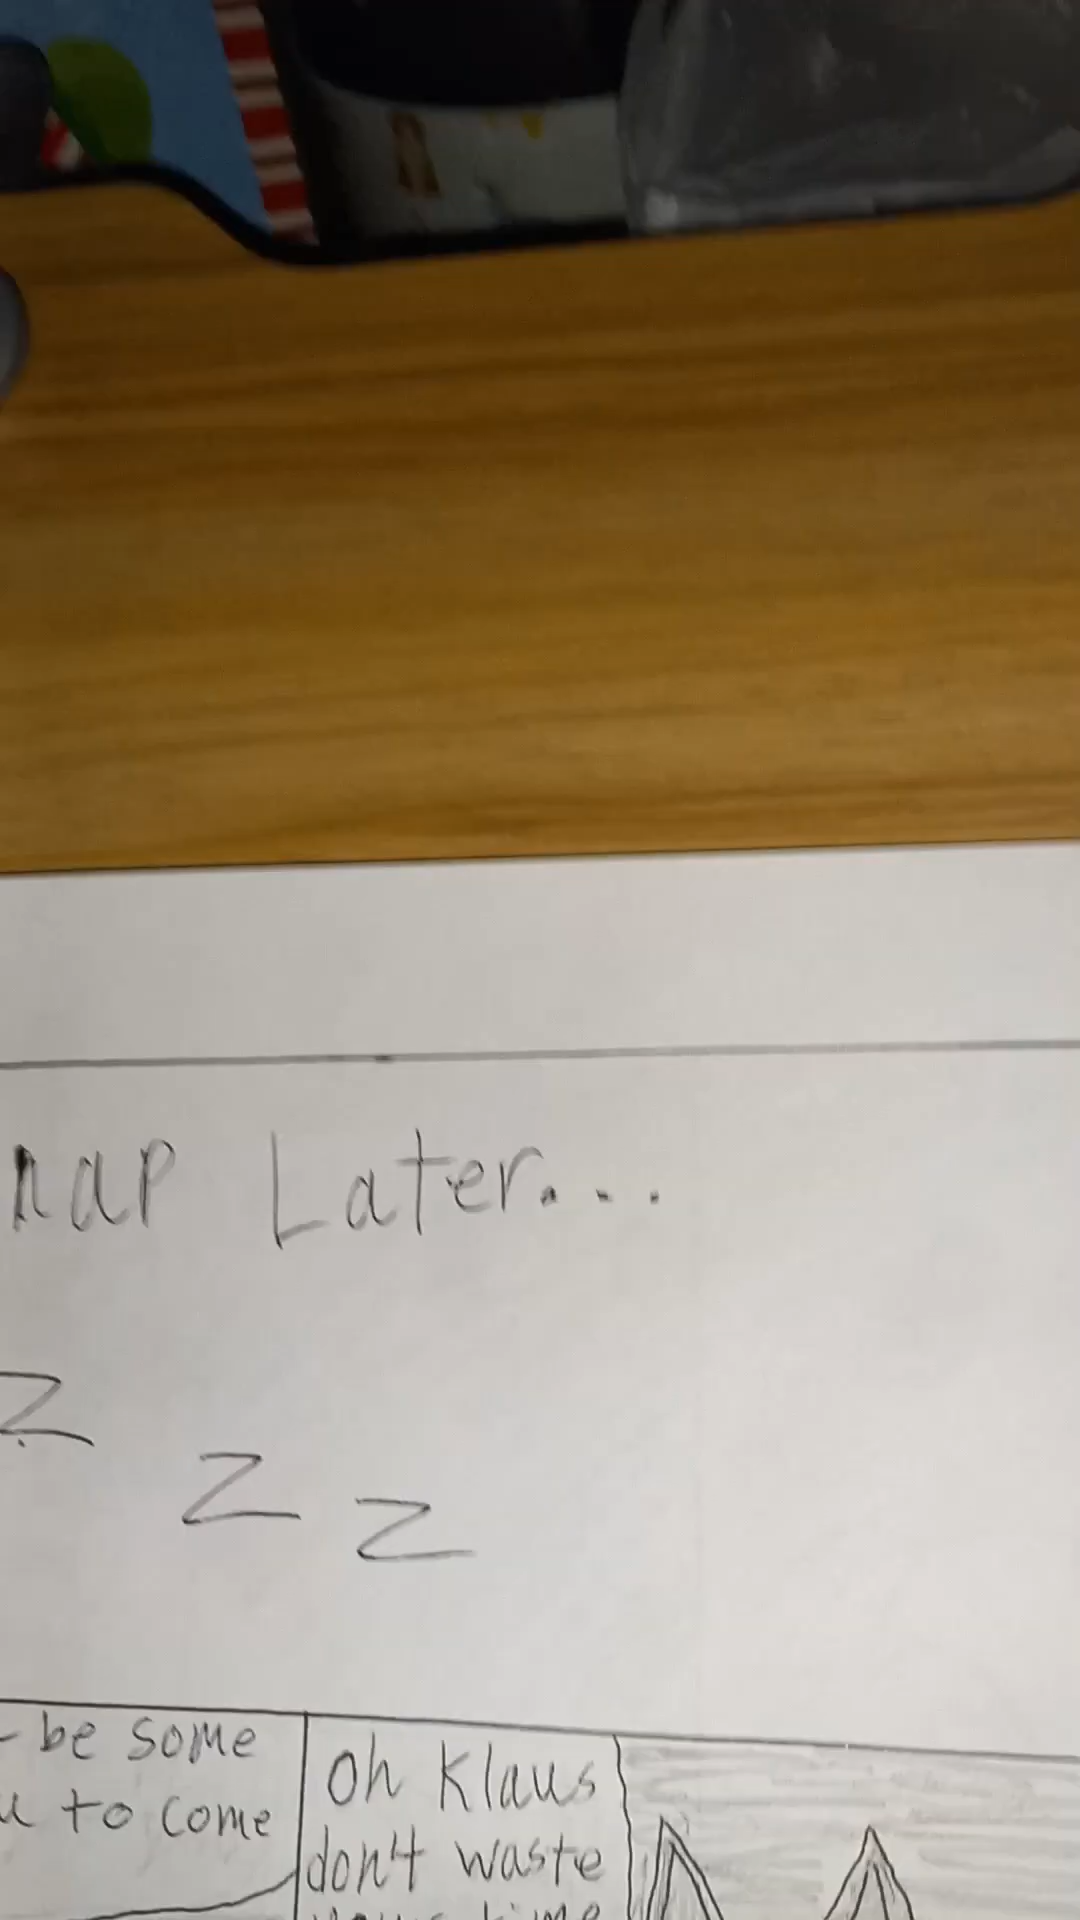 nap Later...
z
z
z
be some
to come
oh Klaus
don't waste